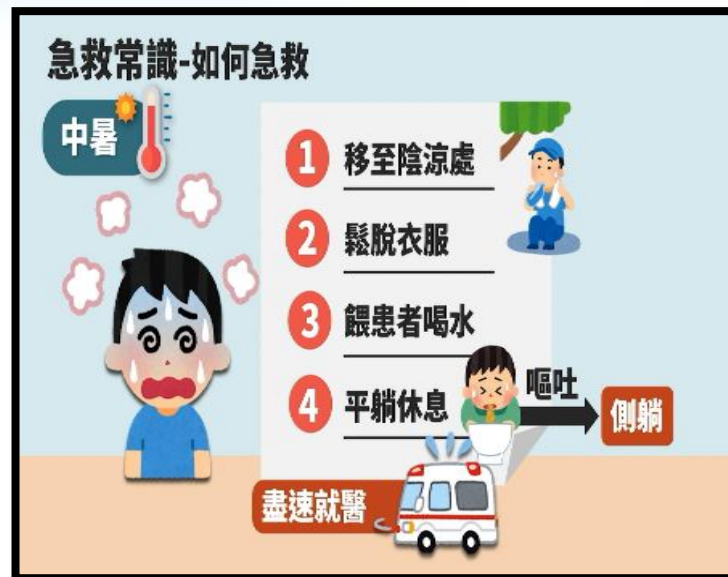 急救常識-如何急救
中暑
1 移至陰涼處
2 鬆脫衣服
3 餵患者喝水
4 平躺休息
嘔吐
側躺
盡速就醫